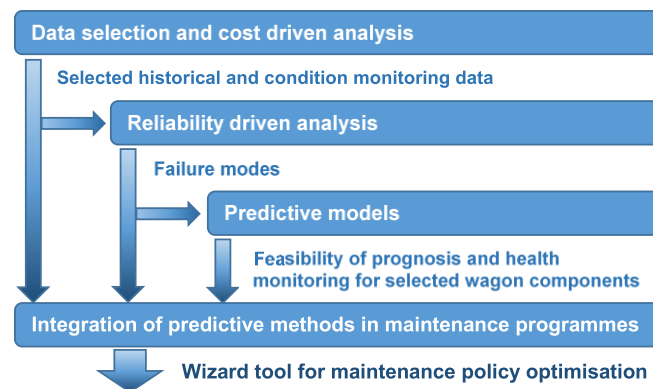 Data selection and cost driven analysis
Selected historical and condition monitoring data
Reliability driven analysis
Failure modes
Predictive models
Feasibility of prognosis and health
monitoring for selected wagon components
Integration of predictive methods in maintenance programmes
Wizard tool for maintenance policy optimisation